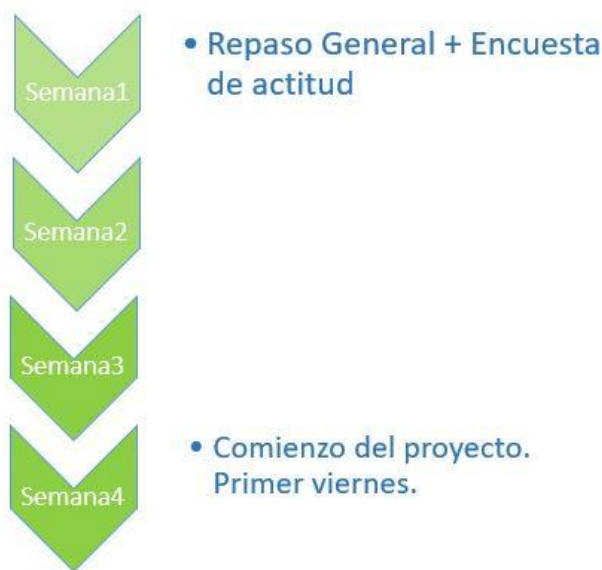 Semana1
• Repaso General + Encuesta
de actitud
Semana2
Semana3
Semana4
• Comienzo del proyecto.
Primer viernes.